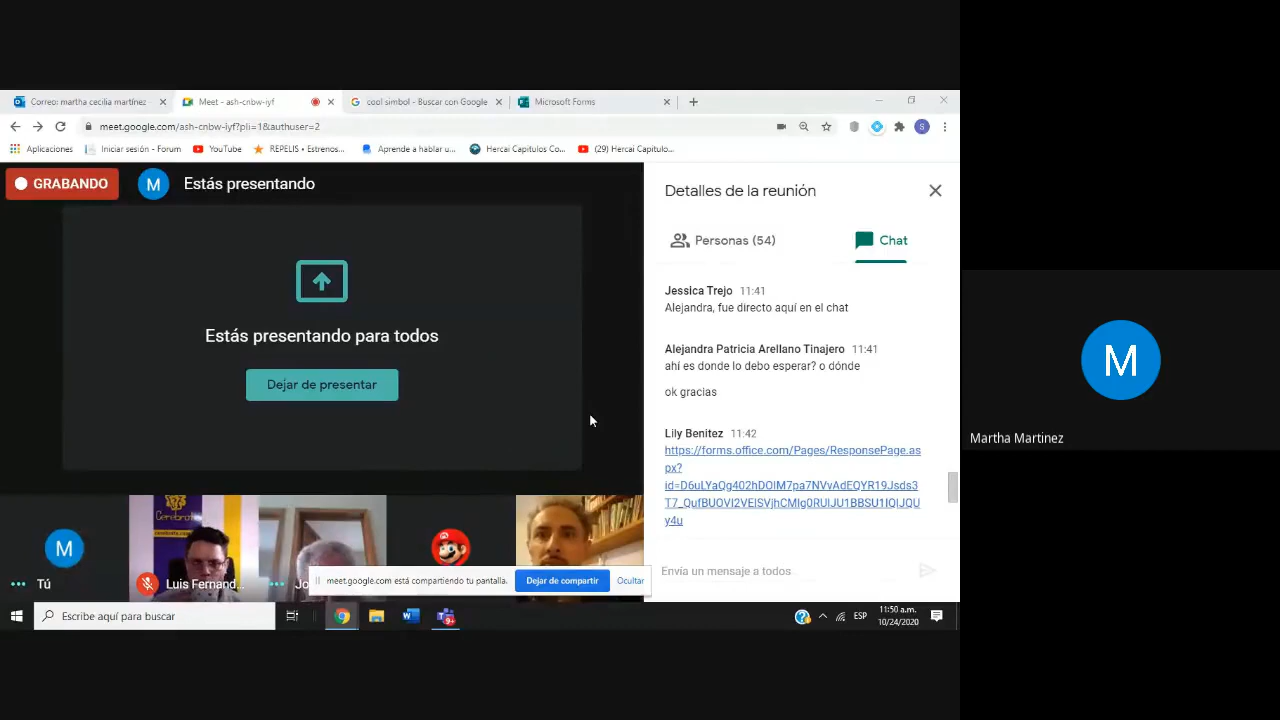 Correo: martha cecilia martínez
Meet - ash-cnbw-iyf
cool simbol - Buscar con Google
Microsoft Forms
meet.google.com/ash-cnbw-iyf?pli=1&authuser=2
S
Aplicaciones
Iniciar sesión - Forum
YouTube
REPELIS - Estrenos...
Aprende a hablar u...
Hercai Capitulos Co...
(29) Hercai Capitulo...
GRABANDO
M
Estás presentando
Estás presentando para todos
Dejar de presentar
Detalles de la reunión
Personas (54)
Chat
Jessica Trejo 11:41
Alejandra, fue directo aquí en el chat
Alejandra Patricia Arellano Tinajero 11:41
ahí es donde lo debo esperar? o dónde
ok gracias
Lily Benitez 11:42
https://forms.office.com/Pages/ResponsePage.as
px?
y4u
Envía un mensaje a todos
M
Tú
Luis Fernand...
Jo
meet.google.com está compartiendo tu pantalla.
Dejar de compartir
Ocultar
Escribe aquí para buscar
9+
ESP
11:50 a.m.
10/24/2020
M
Martha Martinez